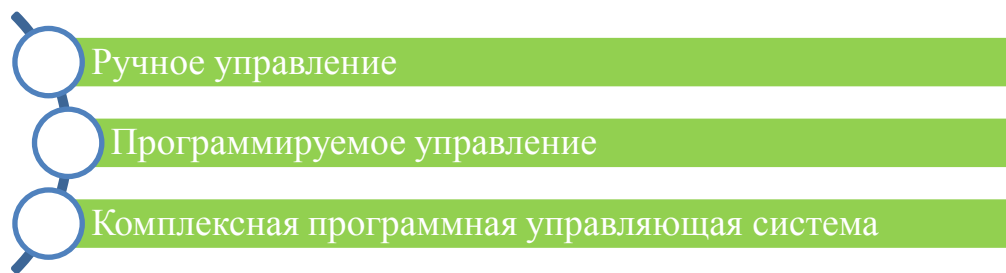 Ручное управление
Программируемое управление
Комплексная программная управляющая система